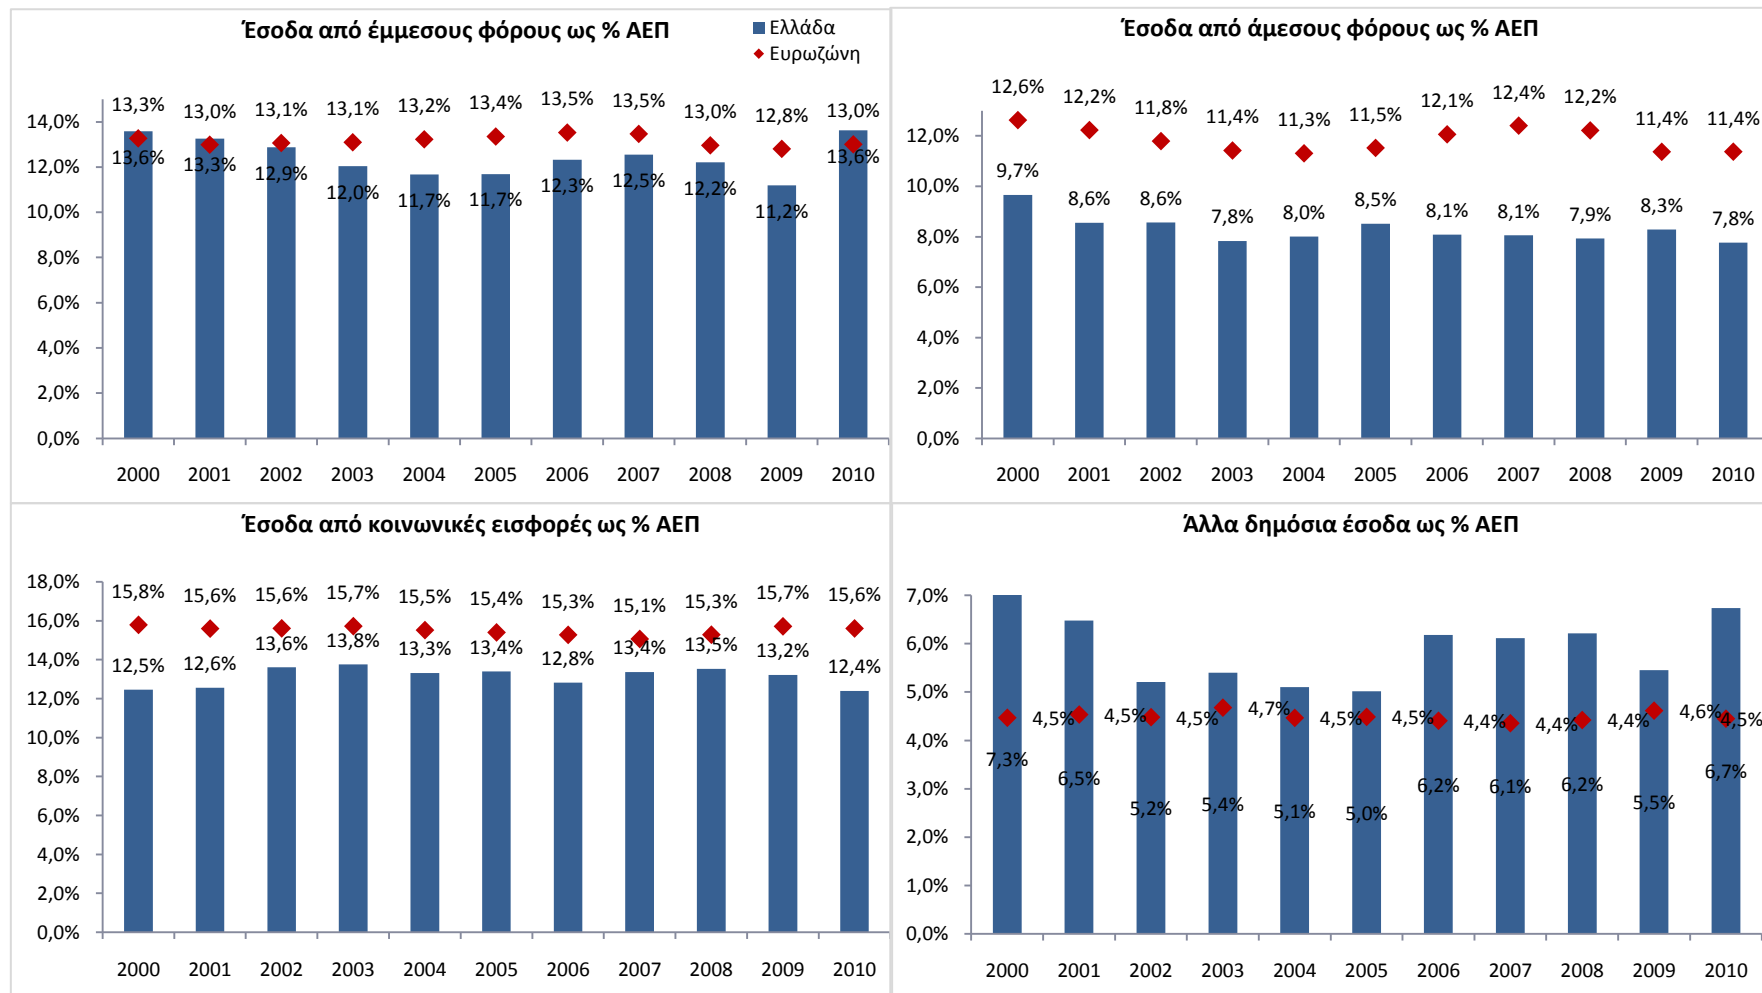 Έσοδα από έμμεσους φόρους ως % ΑΕΠ
Ελλάδα
Ευρωζώνη
13,3% 13,0% 13,1% 13,1% 13,2% 13,4% 13,5% 13,5% 13,0% 12,8% 13,0%
13,6% 13,3% 12,9% 12,0% 11,7% 11,7% 12,3% 12,5% 12,2% 11,2% 13,6%
14,0%
12,0%
10,0%
8,0%
6,0%
4,0%
2,0%
0,0%
2000 2001 2002 2003 2004 2005 2006 2007 2008 2009 2010
Έσοδα από άμεσους φόρους ως % ΑΕΠ
12,6% 12,2% 11,8% 11,4% 11,3% 11,5% 12,1% 12,4% 12,2% 11,4% 11,4%
9,7% 8,6% 8,6% 7,8% 8,0% 8,5% 8,1% 8,1% 7,9% 8,3% 7,8%
12,0%
10,0%
8,0%
6,0%
4,0%
2,0%
0,0%
2000 2001 2002 2003 2004 2005 2006 2007 2008 2009 2010
Έσοδα από κοινωνικές εισφορές ως % ΑΕΠ
15,8% 15,6% 15,6% 15,7% 15,5% 15,4% 15,3% 15,1% 15,3% 15,7% 15,6%
12,5% 12,6% 13,6% 13,8% 13,3% 13,4% 12,8% 13,4% 13,5% 13,2% 12,4%
18,0%
16,0%
14,0%
12,0%
10,0%
8,0%
6,0%
4,0%
2,0%
0,0%
2000 2001 2002 2003 2004 2005 2006 2007 2008 2009 2010
Άλλα δημόσια έσοδα ως % ΑΕΠ
4,5% 4,5% 4,5% 4,7% 4,5% 4,5% 4,4% 4,4% 4,4% 4,6% 4,5%
7,3% 6,5% 5,2% 5,4% 5,1% 5,0% 6,2% 6,1% 6,2% 5,5% 6,7%
7,0%
6,0%
5,0%
4,0%
3,0%
2,0%
1,0%
0,0%
2000 2001 2002 2003 2004 2005 2006 2007 2008 2009 2010